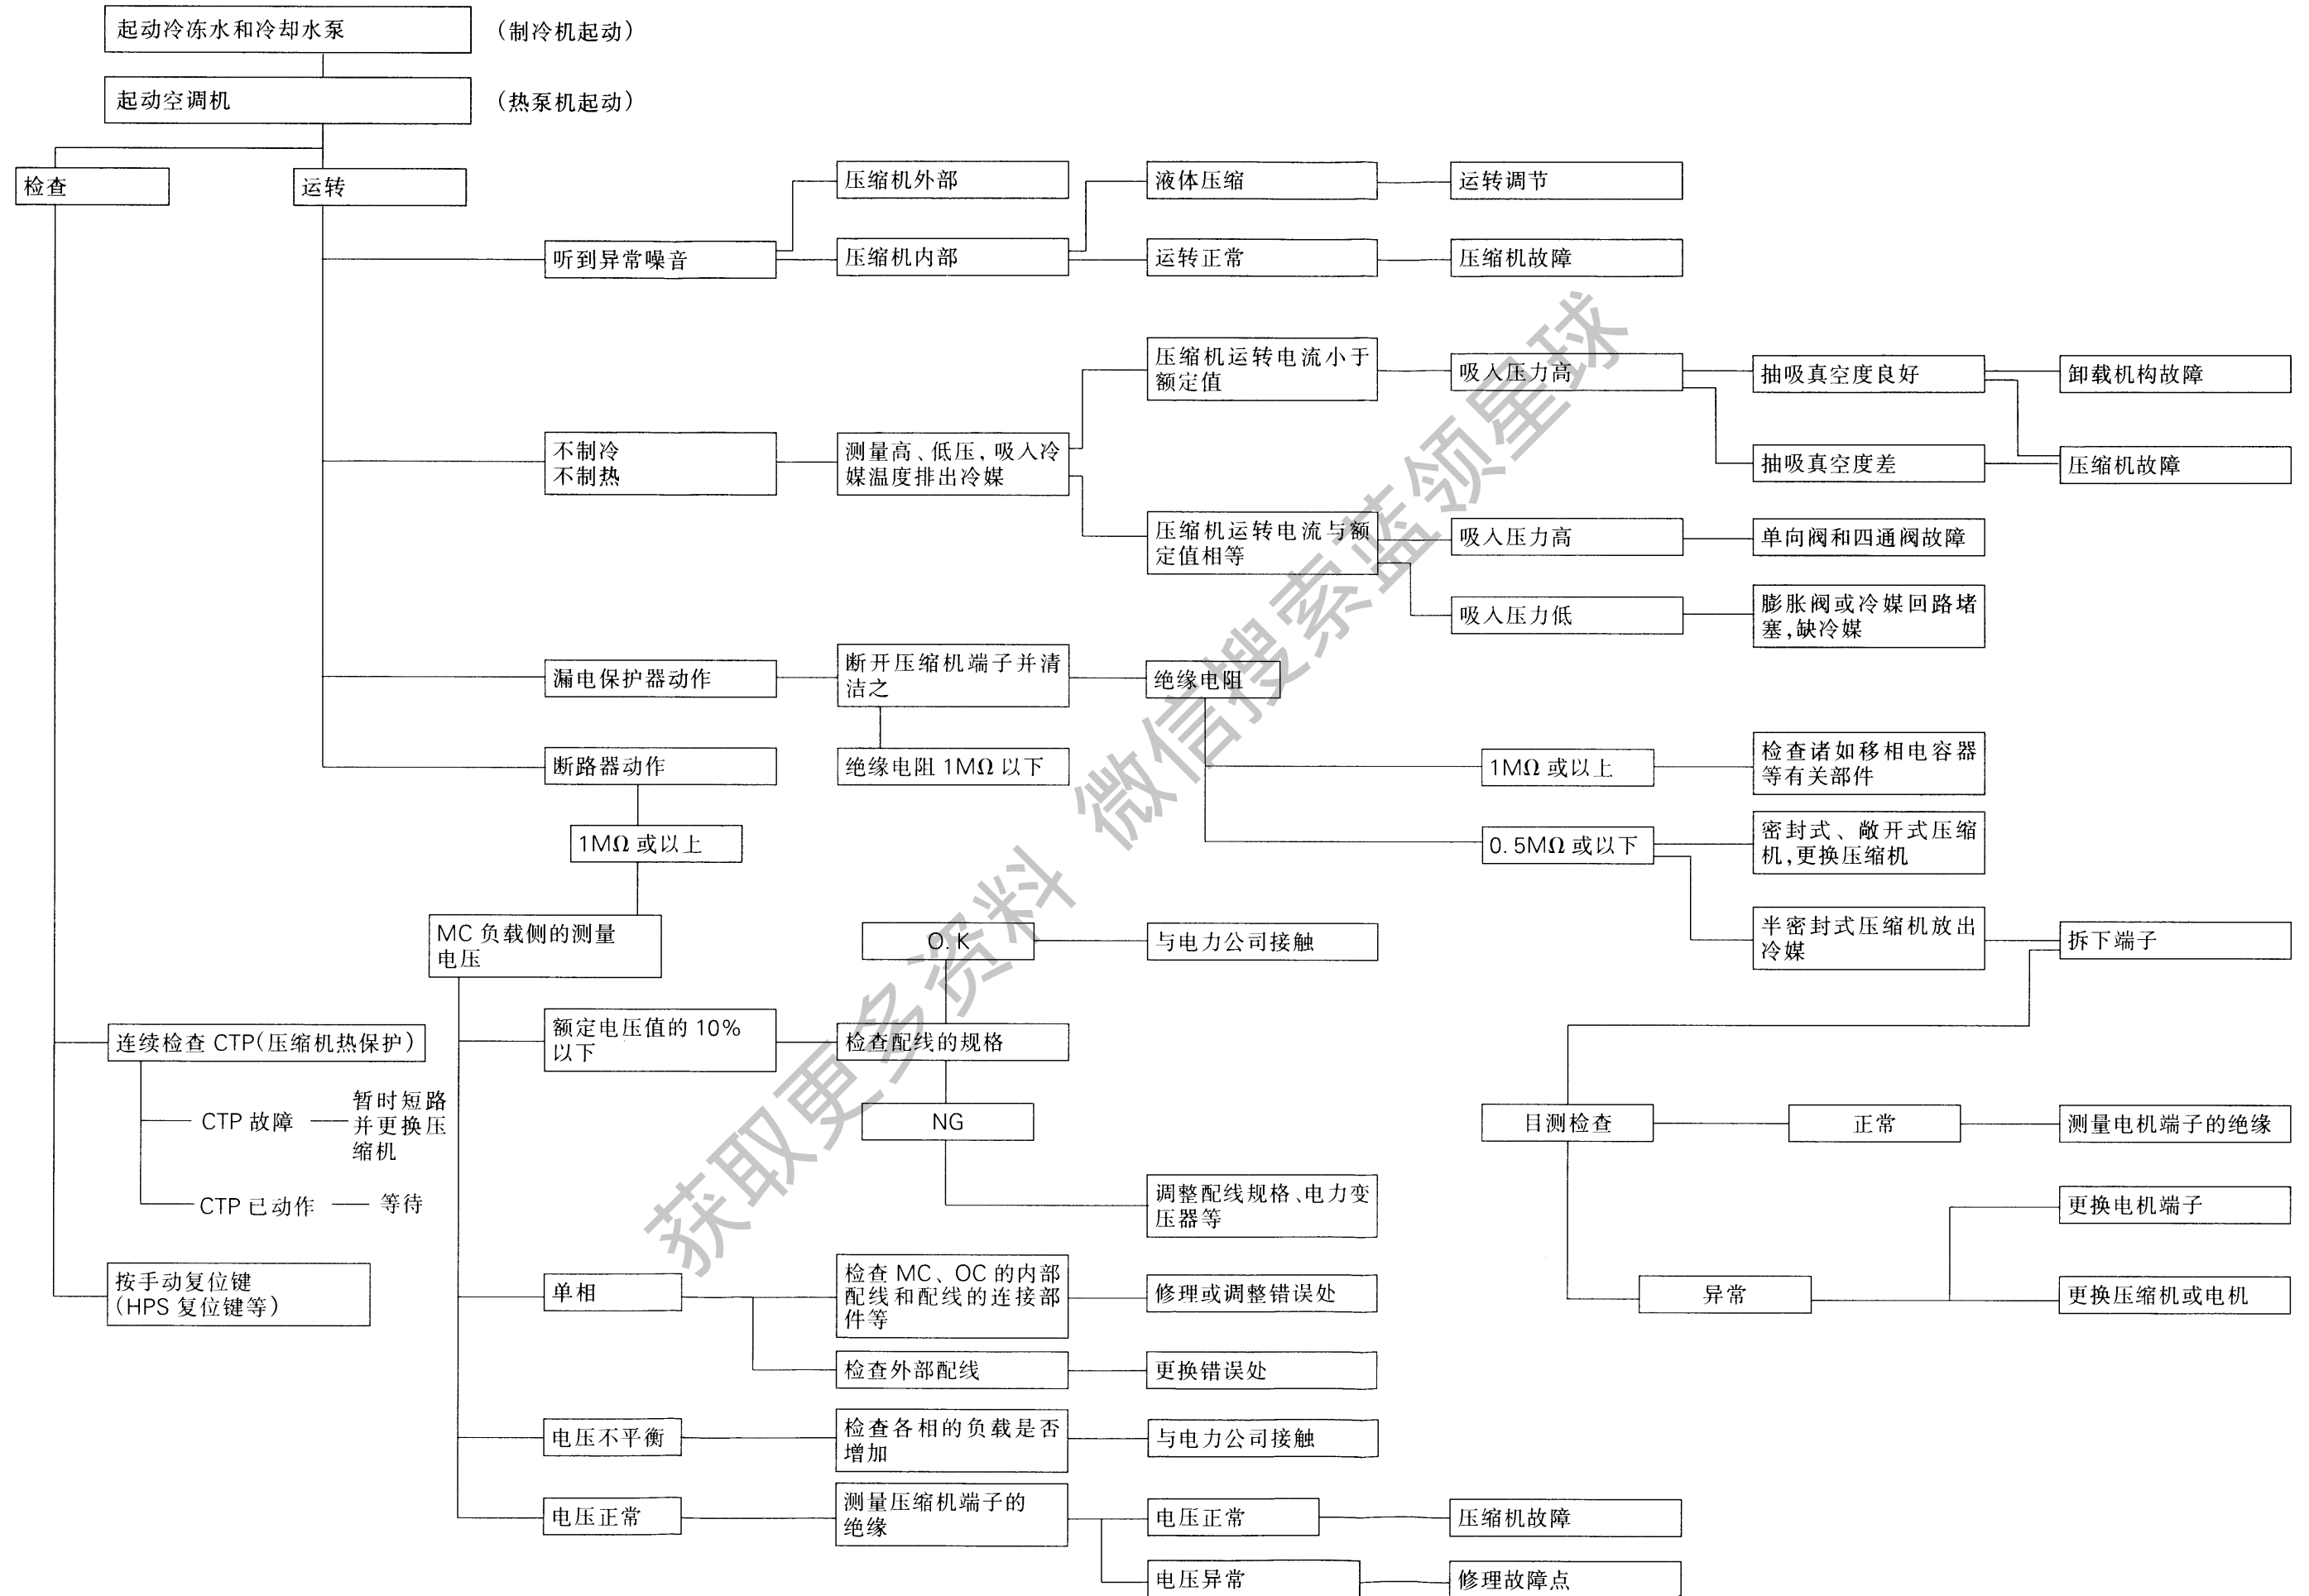 起动冷冻水和冷却水泵
(制冷机起动)
起动空调机
(热泵机起动)
检查
运转
压缩机外部
液体压缩
运转调节
听到异常噪音
压缩机内部
运转正常
压缩机故障
压缩机运转电流小于
额定值
吸入压力高
抽吸真空度良好
卸载机构故障
不制冷
不制热
测量高、低压,吸入冷
媒温度排出冷媒
抽吸真空度差
压缩机故障
压缩机运转电流与额
定值相等
吸入压力高
单向阀和四通阀故障
吸入压力低
膨胀阀或冷媒回路堵
塞,缺冷媒
漏电保护器动作
断开压缩机端子并清
洁之
绝缘电阻
断路器动作
绝缘电阻 1MΩ 以下
1MΩ 或以上
检查诸如移相电容器
等有关部件
1MΩ 或以上
0.5MΩ 或以下
密封式、敞开式压缩
机,更换压缩机
MC 负载侧的测量
电压
O.K
与电力公司接触
半密封式压缩机放出
冷媒
拆下端子
连续检查 CTP(压缩机热保护)
额定电压值的 10%
以下
检查配线的规格
CTP 故障
暂时短路
并更换压
缩机
NG
目测检查
正常
测量电机端子的绝缘
CTP 已动作
等待
调整配线规格、电力变
压器等
更换电机端子
按手动复位键
(HPS 复位键等)
单相
检查 MC、OC 的内部
配线和配线的连接部
件等
修理或调整错误处
异常
更换压缩机或电机
检查外部配线
更换错误处
电压不平衡
检查各相的负载是否
增加
与电力公司接触
电压正常
测量压缩机端子的
绝缘
电压正常
压缩机故障
电压异常
修理故障点
获取更多资料 微信搜索蓝领星球